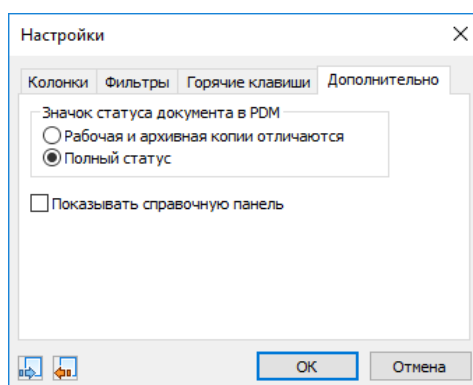 Настройки
Колонки Фильтры Горячие клавиши Дополнительно
Значок статуса документа в PDM
Рабочая и архивная копии отличаются
Полный статус
Показывать справочную панель
ОК Отмена